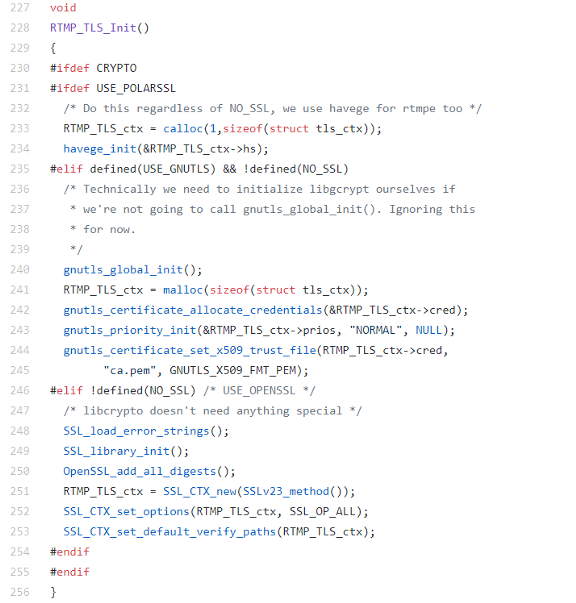 227 void
228 RTMP_TLS_Init()
229 {
230 #ifdef CRYPTO
231 #ifdef USE_POLARSSL
232   /* Do this regardless of NO_SSL, we use havege for rtmpe too */
233   RTMP_TLS_ctx = calloc(1,sizeof(struct tls_ctx));
234   havege_init(&RTMP_TLS_ctx->hs);
235 #elif defined(USE_GNUTLS) && !defined(NO_SSL)
236   /* Technically we need to initialize libgcrypt ourselves if
237    * we're not going to call gnutls_global_init(). Ignoring this
238    * for now.
239    */
240   gnutls_global_init();
241   RTMP_TLS_ctx = malloc(sizeof(struct tls_ctx));
242   gnutls_certificate_allocate_credentials(&RTMP_TLS_ctx->cred);
243   gnutls_priority_init(&RTMP_TLS_ctx->prios, "NORMAL", NULL);
244   gnutls_certificate_set_x509_trust_file(RTMP_TLS_ctx->cred,
245         "ca.pem", GNUTLS_X509_FMT_PEM);
246 #elif !defined(NO_SSL) /* USE_OPENSSL */
247   /* libcrypto doesn't need anything special */
248   SSL_load_error_strings();
249   SSL_library_init();
250   OpenSSL_add_all_digests();
251   RTMP_TLS_ctx = SSL_CTX_new(SSLv23_method());
252   SSL_CTX_set_options(RTMP_TLS_ctx, SSL_OP_ALL);
253   SSL_CTX_set_default_verify_paths(RTMP_TLS_ctx);
254 #endif
255 #endif
256 }